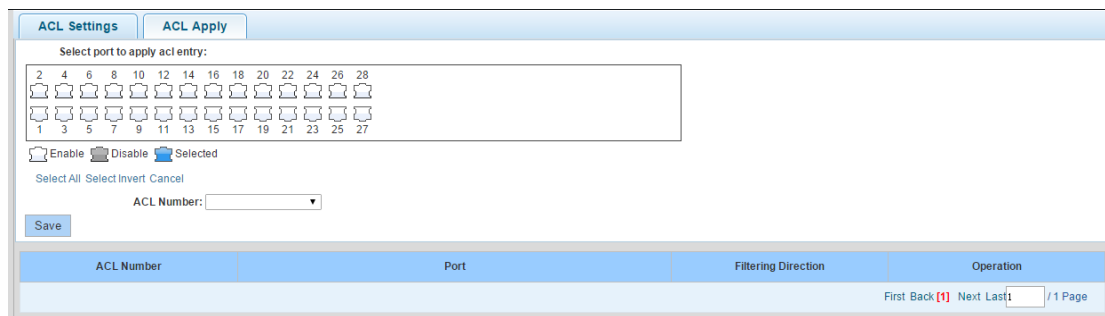 ACL Settings ACL Apply
Select port to apply acl entry:
2 4 6 8 10 12 14 16 18 20 22 24 26 28
1 3 5 7 9 11 13 15 17 19 21 23 25 27
Enable Disable Selected
Select All Select Invert Cancel
ACL Number:
Save
ACL Number Port Filtering Direction Operation
First Back [1] Next Last 1 / 1 Page